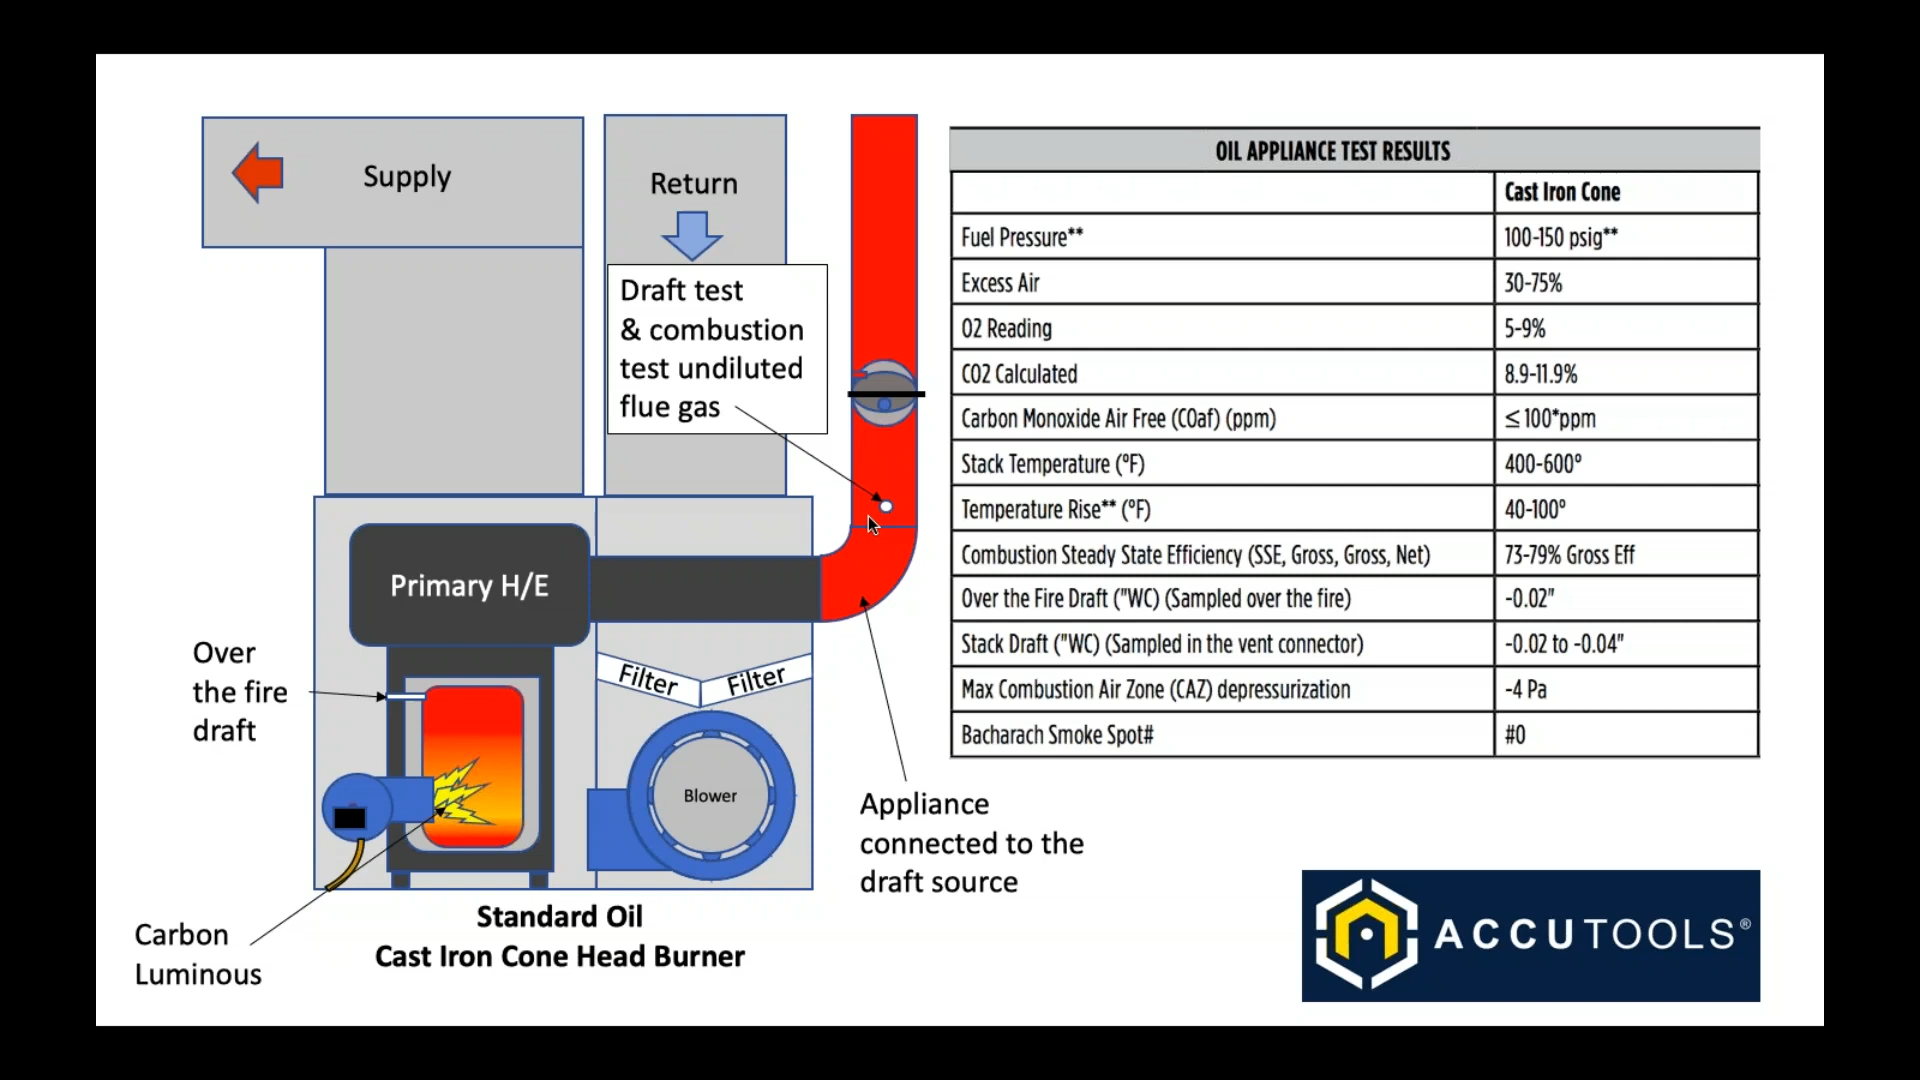 Supply
Return
Draft test
& combustion
test undiluted
flue gas
Primary H/E
Over
the fire
draft
Filter
Filter
Blower
Appliance
connected to the
draft source
Carbon
Luminous
Standard Oil
Cast Iron Cone Head Burner
OIL APPLIANCE TEST RESULTS
Cast Iron Cone
Fuel Pressure** 100-150 psig**
Excess Air 30-75%
O2 Reading 5-9%
CO2 Calculated 8.9-11.9%
Carbon Monoxide Air Free (COaf) (ppm) ≤100*ppm
Stack Temperature (ºF) 400-600º
Temperature Rise** (ºF) 40-100º
Combustion Steady State Efficiency (SSE, Gross, Gross, Net) 73-79% Gross Eff
Over the Fire Draft ("WC) (Sampled over the fire) -0.02"
Stack Draft ("WC) (Sampled in the vent connector) -0.02 to -0.04"
Max Combustion Air Zone (CAZ) depressurization -4 Pa
Bacharach Smoke Spot# #0
ACCUTOOLS®